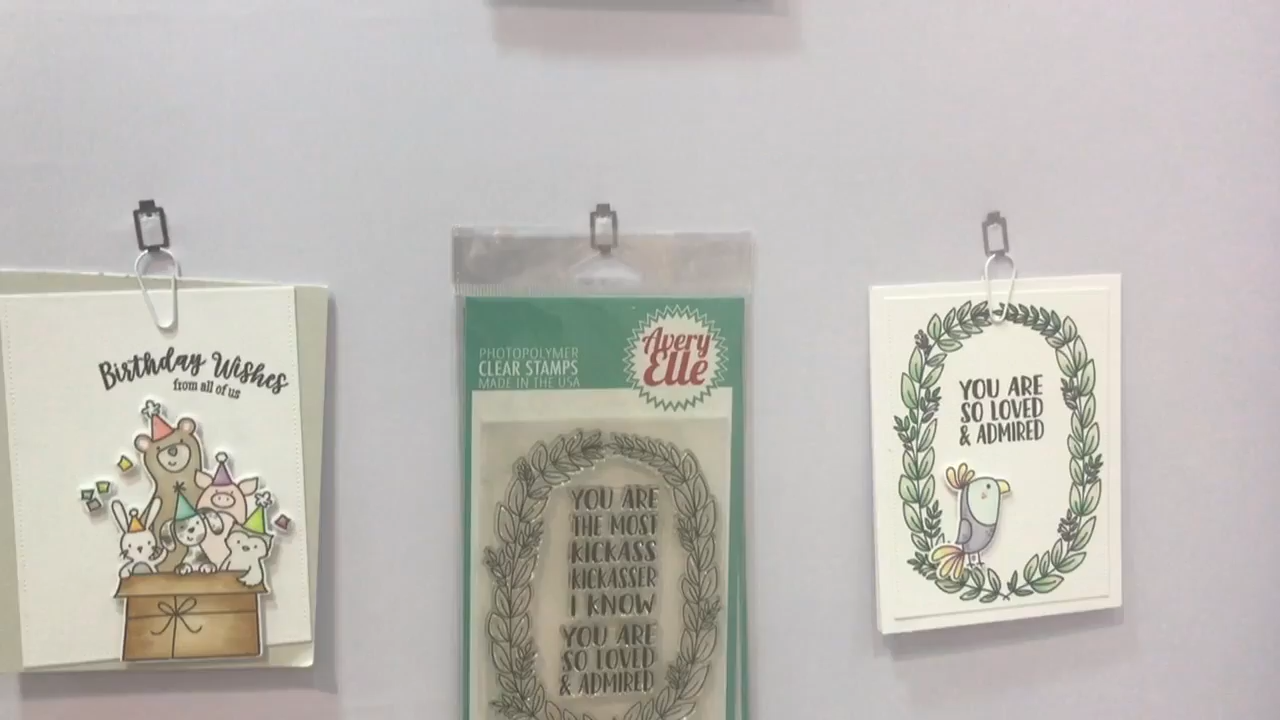 Birthday Wishes
from all of us
PHOTOPOLYMER
CLEAR STAMPS
MADE IN THE USA
Avery
Elle
YOU ARE
THE MOST
KICKASS
KICKASSER
I KNOW
YOU ARE
SO LOVED
& ADMIRED
YOU ARE
SO LOVED
& ADMIRED